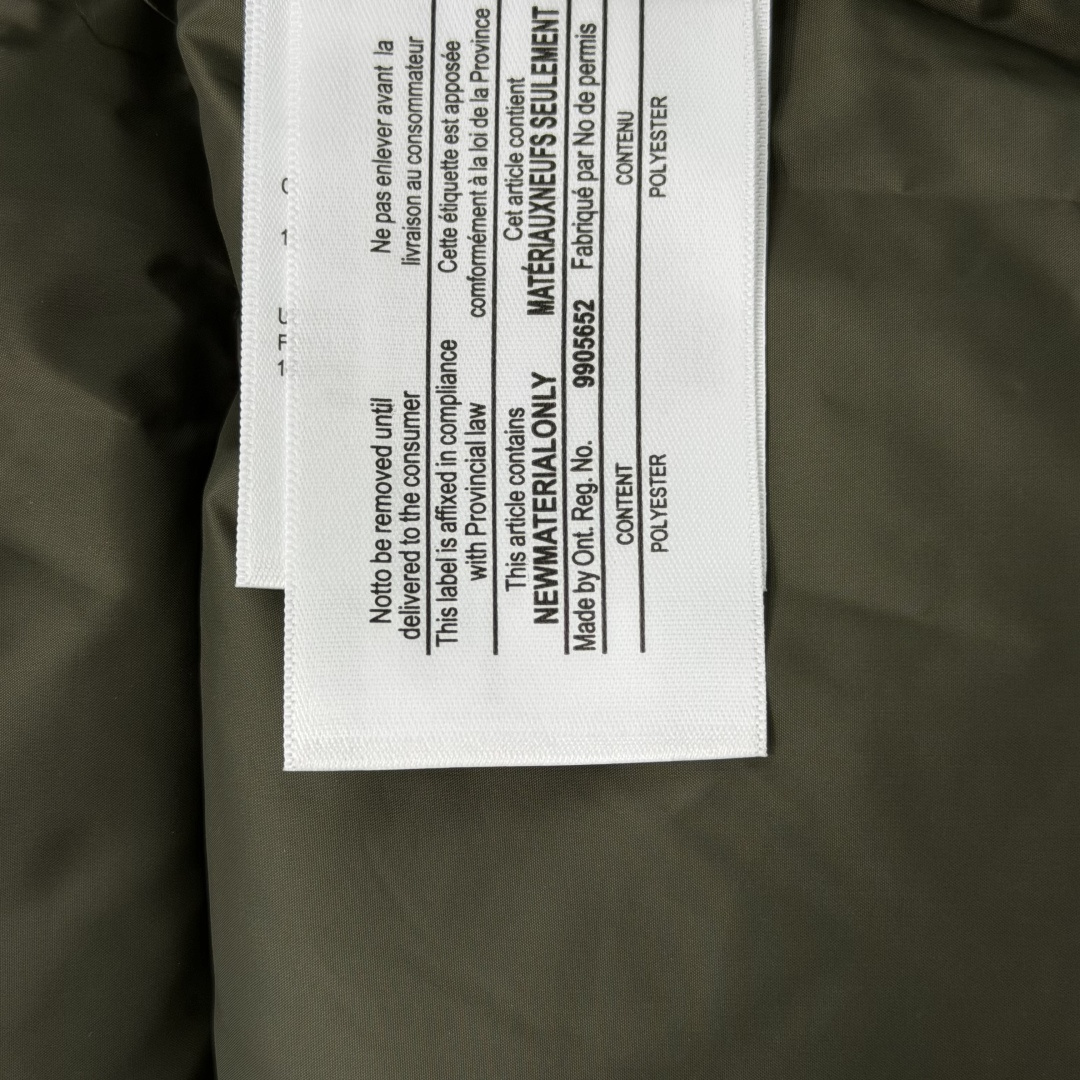 Notto be removed until
delivered to the consumer
Ne pas enlever avant la
livraison au consommateur
This label is affixed in compliance
with Provincial law
Cette étiquette est apposée
comformément à la loi de la Province
This article contains
NEWMATERIALONLY
Cet article contient
MATÉRIAUXNEUFS SEULEMENT
Made by Ont. Reg. No. 9905652 Fabriqué par No de permis
CONTENT CONTENU
POLYESTER POLYESTER